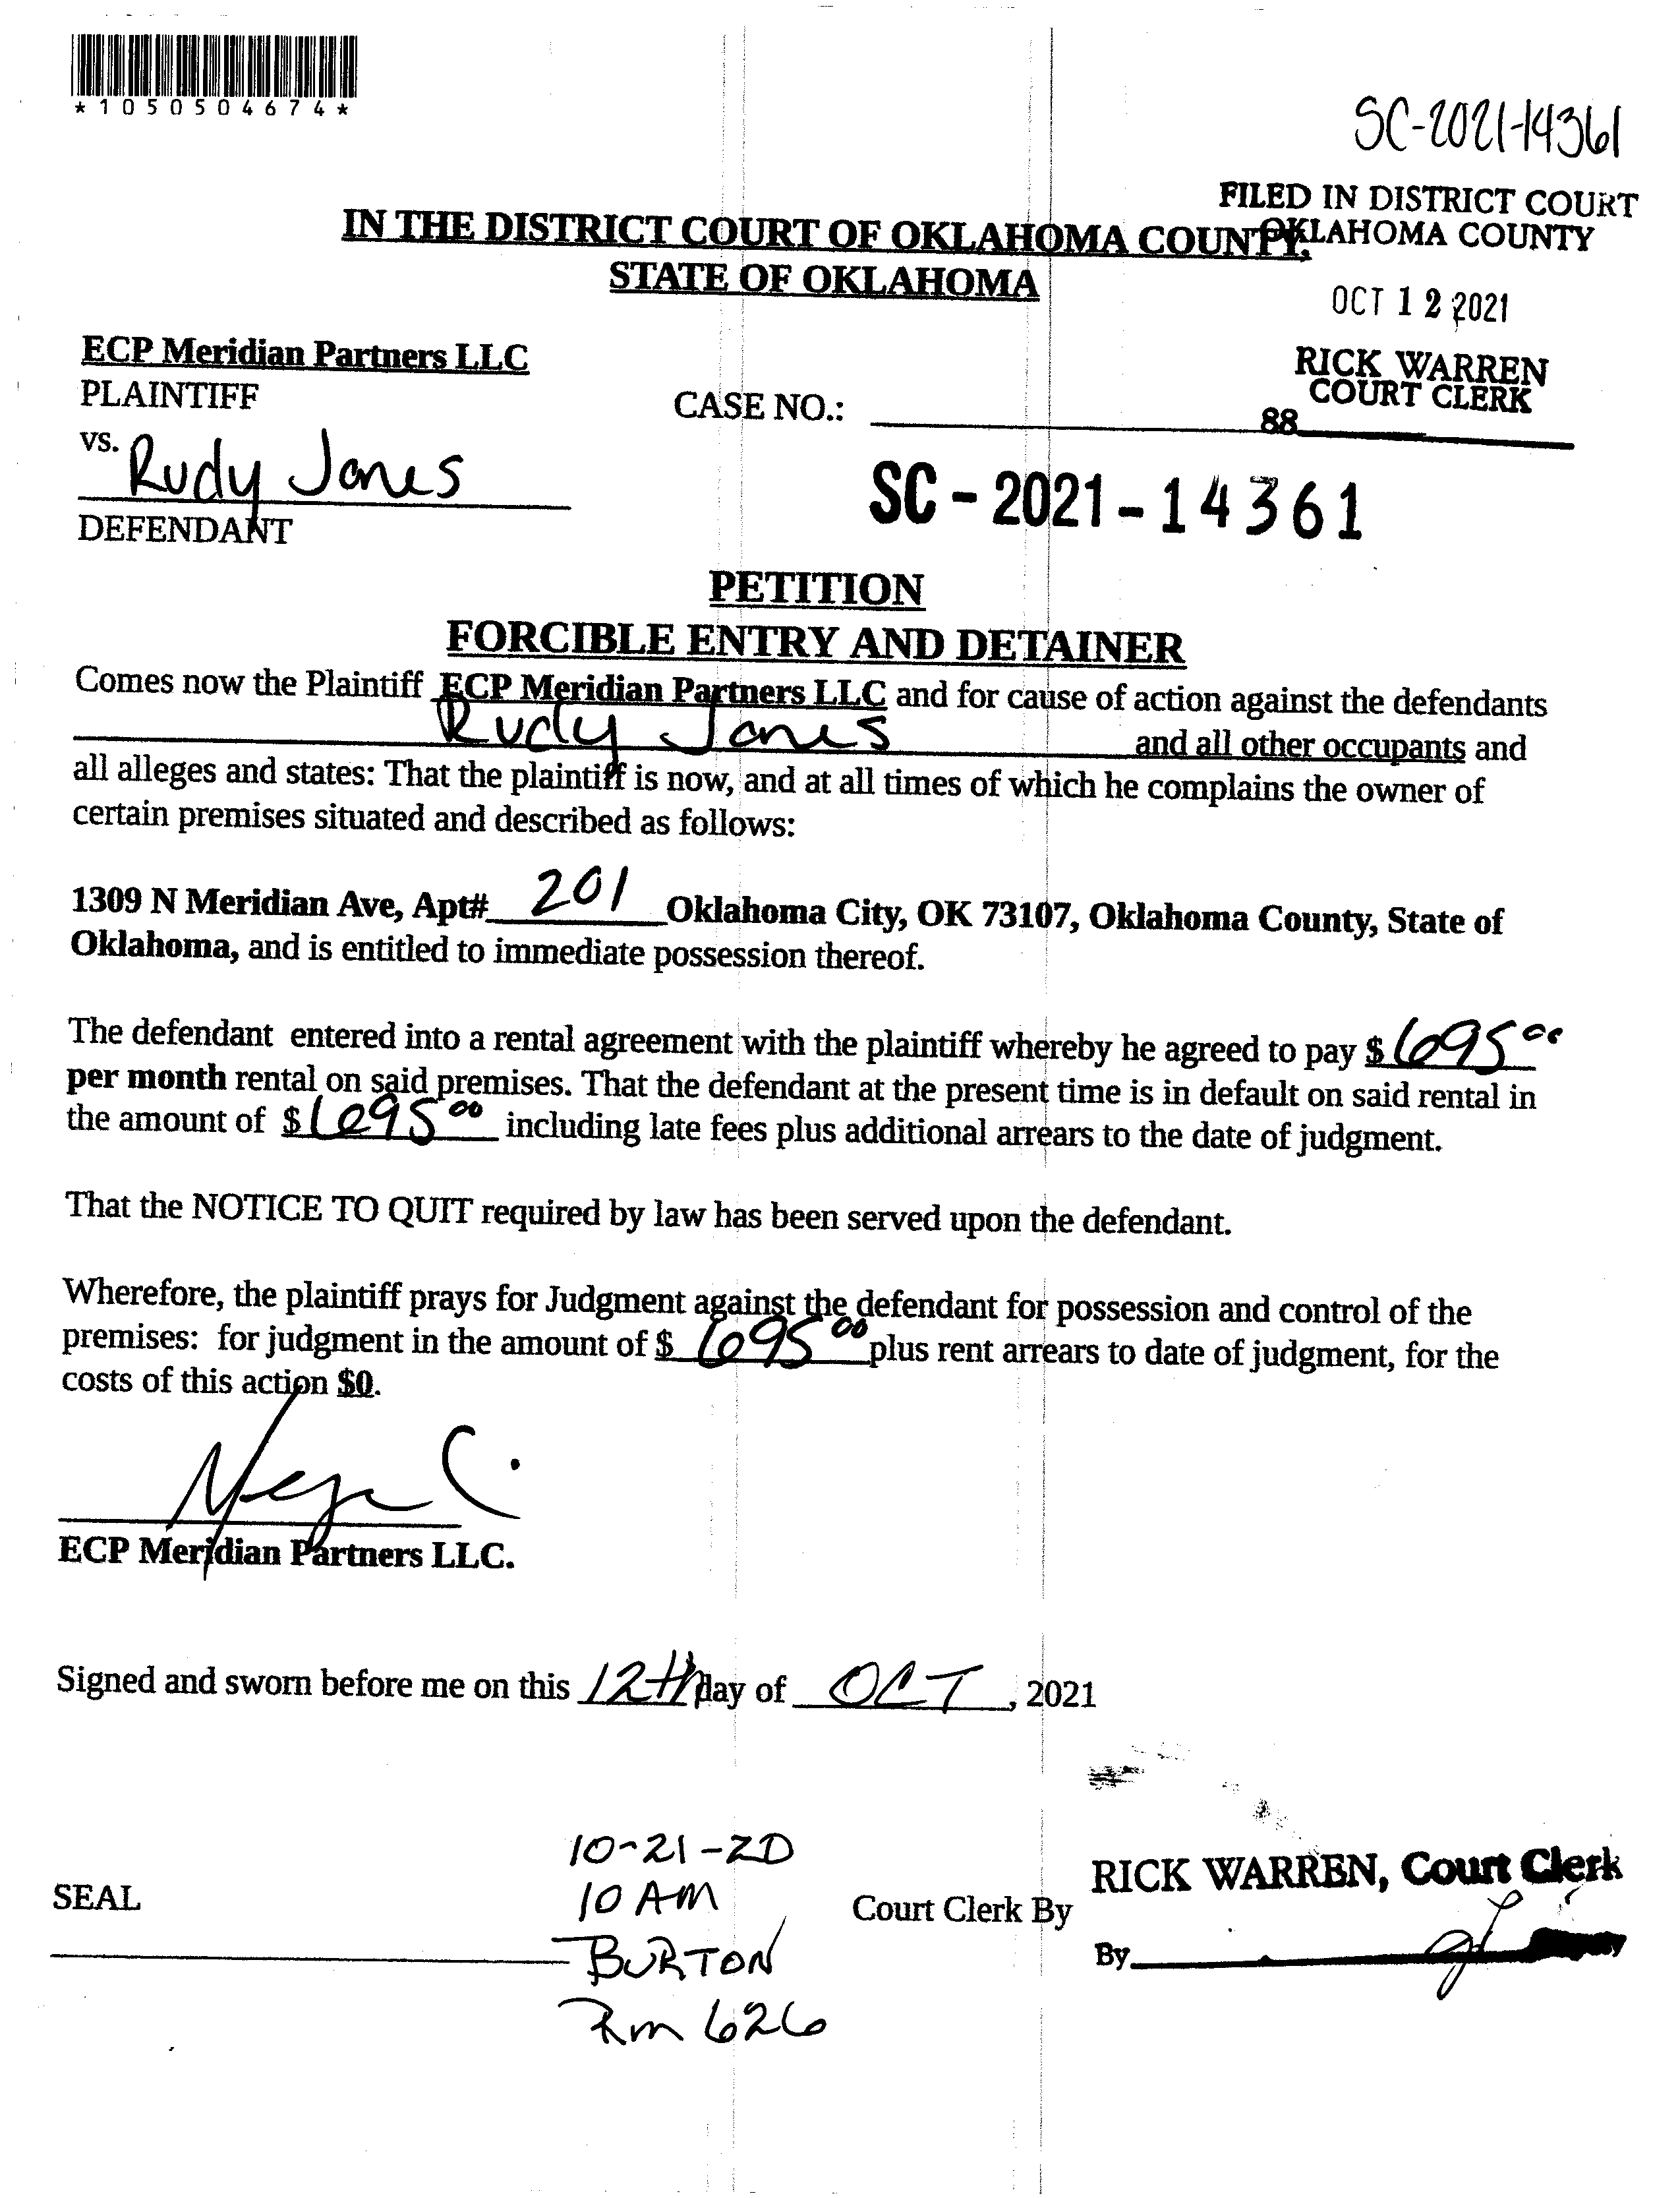 *1050504674*
SC-2021-14361
FILED IN DISTRICT COURT
OKLAHOMA COUNTY
IN THE DISTRICT COURT OF OKLAHOMA COUNTY,
STATE OF OKLAHOMA
OCT 12 2021
RICK WARREN
COURT CLERK
88
ECP Meridian Partners LLC
PLAINTIFF
CASE NO.:
vs. Rudy Jones
DEFENDANT
SC-2021-14361
PETITION
FORCIBLE ENTRY AND DETAINER
Comes now the Plaintiff ECP Meridian Partners LLC and for cause of action against the defendants
Rudy Jones and all other occupants and
all alleges and states: That the plaintiff is now, and at all times of which he complains the owner of
certain premises situated and described as follows:
1309 N Meridian Ave, Apt# 201 Oklahoma City, OK 73107, Oklahoma County, State of
Oklahoma, and is entitled to immediate possession thereof.
The defendant entered into a rental agreement with the plaintiff whereby he agreed to pay $ 695 00
per month rental on said premises. That the defendant at the present time is in default on said rental in
the amount of $ 695 00 including late fees plus additional arrears to the date of judgment.
That the NOTICE TO QUIT required by law has been served upon the defendant.
Wherefore, the plaintiff prays for Judgment against the defendant for possession and control of the
premises: for judgment in the amount of $ 695 00 plus rent arrears to date of judgment, for the
costs of this action $0.
ECP Meridian Partners LLC.
Signed and sworn before me on this 12th day of OCT, 2021
10-21-2D
10 AM
BURTON
Rm 626
SEAL
Court Clerk By
RICK WARREN, Court Clerk
By